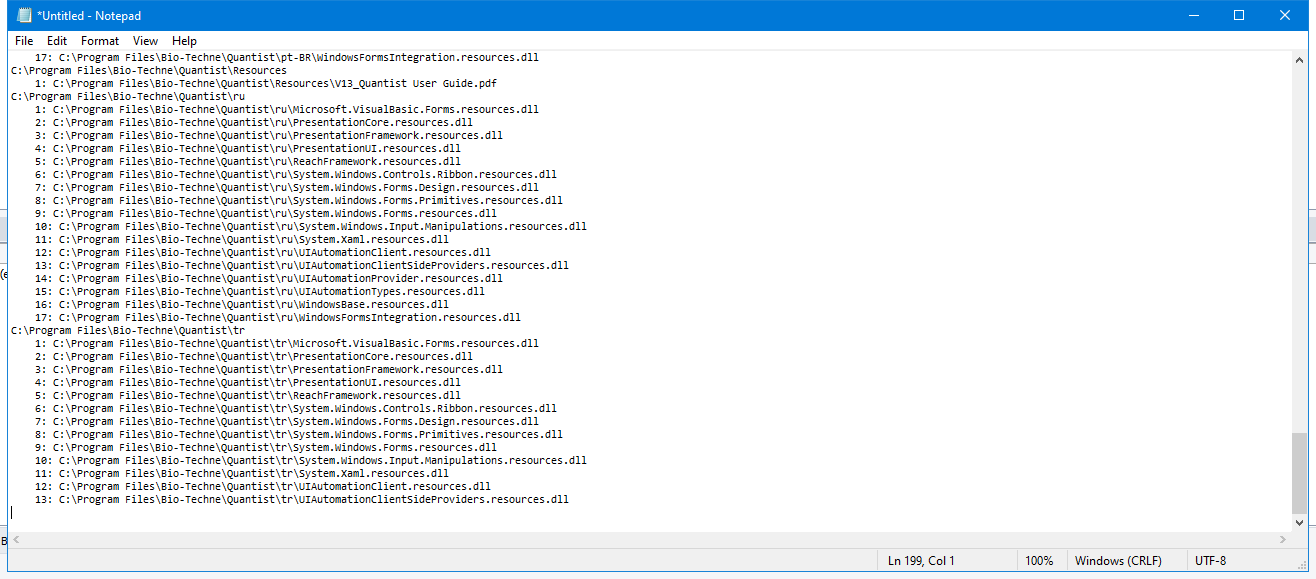 *Untitled - Notepad
File Edit Format View Help
17: C:\Program Files\Bio-Techne\Quantist\pt-BR\WindowsFormsIntegration.resources.dll
C:\Program Files\Bio-Techne\Quantist\Resources
1: C:\Program Files\Bio-Techne\Quantist\Resources\V13_Quantist User Guide.pdf
C:\Program Files\Bio-Techne\Quantist\ru
1: C:\Program Files\Bio-Techne\Quantist\ru\Microsoft.VisualBasic.Forms.resources.dll
2: C:\Program Files\Bio-Techne\Quantist\ru\PresentationCore.resources.dll
3: C:\Program Files\Bio-Techne\Quantist\ru\PresentationFramework.resources.dll
4: C:\Program Files\Bio-Techne\Quantist\ru\PresentationUI.resources.dll
5: C:\Program Files\Bio-Techne\Quantist\ru\ReachFramework.resources.dll
6: C:\Program Files\Bio-Techne\Quantist\ru\System.Windows.Controls.Ribbon.resources.dll
7: C:\Program Files\Bio-Techne\Quantist\ru\System.Windows.Forms.Design.resources.dll
8: C:\Program Files\Bio-Techne\Quantist\ru\System.Windows.Forms.Primitives.resources.dll
9: C:\Program Files\Bio-Techne\Quantist\ru\System.Windows.Forms.resources.dll
10: C:\Program Files\Bio-Techne\Quantist\ru\System.Windows.Input.Manipulations.resources.dll
11: C:\Program Files\Bio-Techne\Quantist\ru\System.Xaml.resources.dll
12: C:\Program Files\Bio-Techne\Quantist\ru\UIAutomationClient.resources.dll
13: C:\Program Files\Bio-Techne\Quantist\ru\UIAutomationClientSideProviders.resources.dll
14: C:\Program Files\Bio-Techne\Quantist\ru\UIAutomationProvider.resources.dll
15: C:\Program Files\Bio-Techne\Quantist\ru\UIAutomationTypes.resources.dll
16: C:\Program Files\Bio-Techne\Quantist\ru\WindowsBase.resources.dll
17: C:\Program Files\Bio-Techne\Quantist\ru\WindowsFormsIntegration.resources.dll
C:\Program Files\Bio-Techne\Quantist\tr
1: C:\Program Files\Bio-Techne\Quantist\tr\Microsoft.VisualBasic.Forms.resources.dll
2: C:\Program Files\Bio-Techne\Quantist\tr\PresentationCore.resources.dll
3: C:\Program Files\Bio-Techne\Quantist\tr\PresentationFramework.resources.dll
4: C:\Program Files\Bio-Techne\Quantist\tr\PresentationUI.resources.dll
5: C:\Program Files\Bio-Techne\Quantist\tr\ReachFramework.resources.dll
6: C:\Program Files\Bio-Techne\Quantist\tr\System.Windows.Controls.Ribbon.resources.dll
7: C:\Program Files\Bio-Techne\Quantist\tr\System.Windows.Forms.Design.resources.dll
8: C:\Program Files\Bio-Techne\Quantist\tr\System.Windows.Forms.Primitives.resources.dll
9: C:\Program Files\Bio-Techne\Quantist\tr\System.Windows.Forms.resources.dll
10: C:\Program Files\Bio-Techne\Quantist\tr\System.Windows.Input.Manipulations.resources.dll
11: C:\Program Files\Bio-Techne\Quantist\tr\System.Xaml.resources.dll
12: C:\Program Files\Bio-Techne\Quantist\tr\UIAutomationClient.resources.dll
13: C:\Program Files\Bio-Techne\Quantist\tr\UIAutomationClientSideProviders.resources.dll
Ln 199, Col 1 100% Windows (CRLF) UTF-8